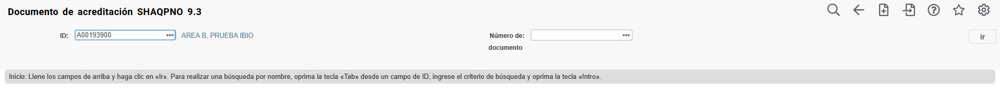 Documento de acreditación SHAQPNO 9.3
ID: A00193900 ••• AREA B, PRUEBA IBIO
Número de: •••
documento
Ir
Inicio: Llene los campos de arriba y haga clic en «Ir». Para realizar una búsqueda por nombre, oprima la tecla «Tab» desde un campo de ID, ingrese el criterio de búsqueda y oprima la tecla «Intro».